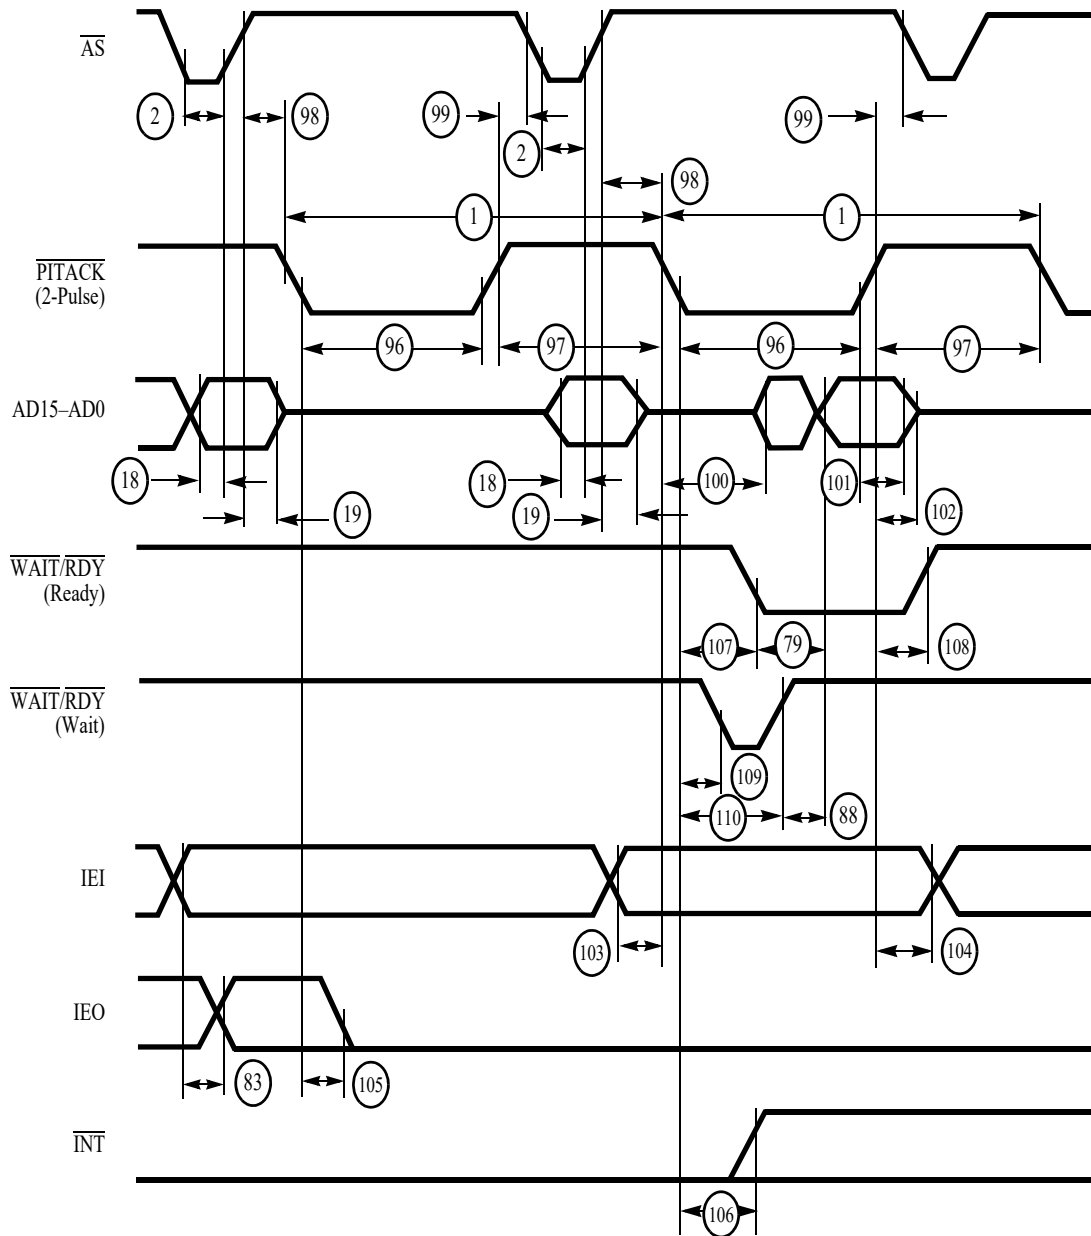 AS
2
98
99
2
99
98
1
1
PITACK
(2-Pulse)
96
97
96
97
AD15–AD0
18
19
18
19
100
101
102
WAIT/RDY
(Ready)
107
79
108
WAIT/RDY
(Wait)
109
110
88
IEI
103
104
IEO
83
105
INT
106